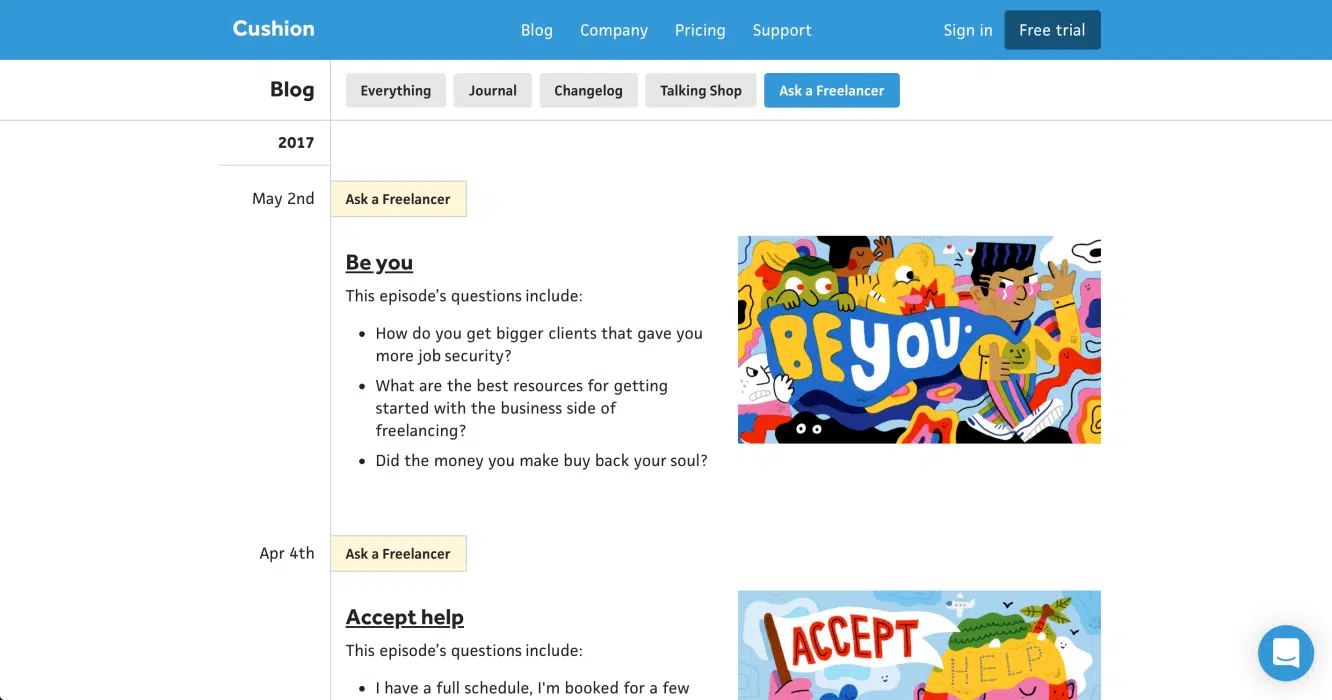 Cushion
Blog
Company
Pricing
Support
Sign in
Free trial
Blog
Everything
Journal
Changelog
Talking Shop
Ask a Freelancer
2017
May 2nd
Ask a Freelancer
Be you
This episode’s questions include:
• How do you get bigger clients that gave you
more job security?
• What are the best resources for getting
started with the business side of
freelancing?
• Did the money you make buy back your soul?
BE YOU.
Apr 4th
Ask a Freelancer
Accept help
This episode’s questions include:
• I have a full schedule, I'm booked for a few
ACCEPT
HELP